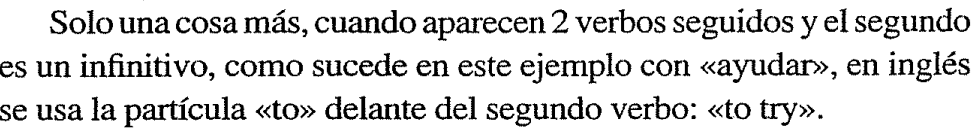 Solo una cosa más, cuando aparecen 2 verbos seguidos y el segundo
es un infinitivo, como sucede en este ejemplo con «ayudar», en inglés
se usa la partícula «to» delante del segundo verbo: «to try».